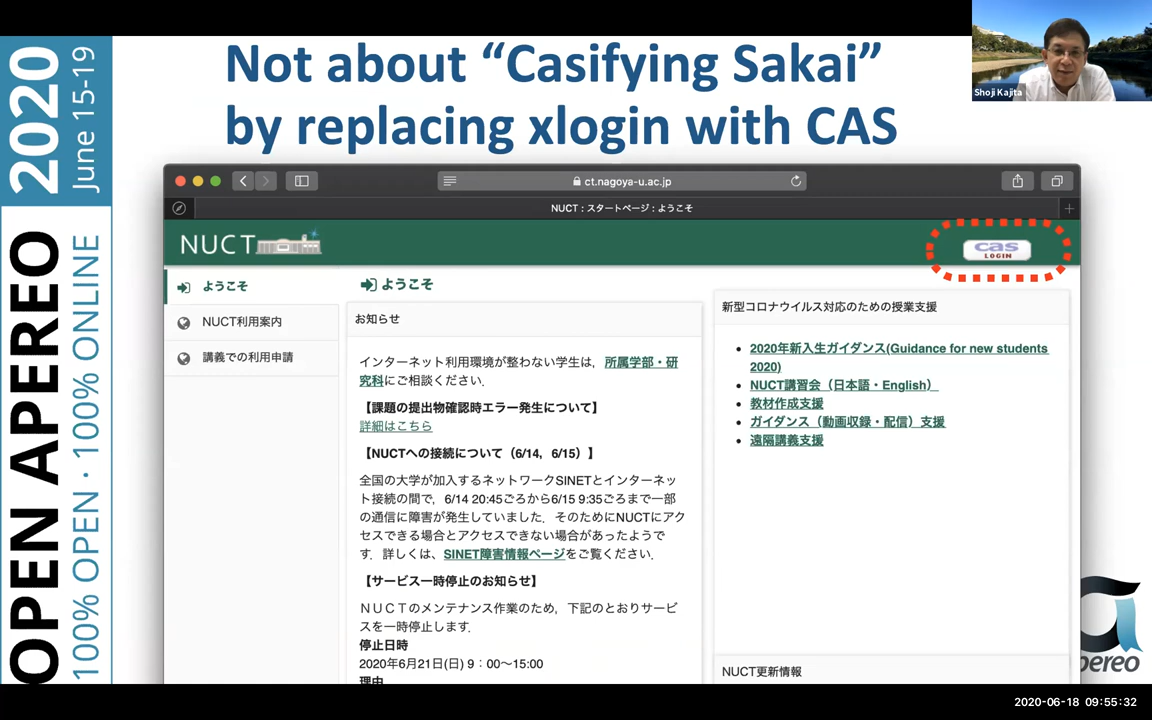 Not about “Casifying Sakai”
by replacing xlogin with CAS
Shoji Kajita
OPEN APEREO 2020
100% OPEN · 100% ONLINE June 15-19
ct.nagoya-u.ac.jp
NUCT : スタートページ : ようこそ
NUCT
cas
LOGIN
ようこそ
NUCT利用案内
講義での利用申請
ようこそ
お知らせ
インターネット利用環境が整わない学生は，所属学部・研
究科にご相談ください．
【課題の提出物確認時エラー発生について】
詳細はこちら
【NUCTへの接続について（6/14，6/15）】
全国の大学が加入するネットワークSINETとインターネッ
ト接続の間で，6/14 20:45ごろから6/15 9:35ごろまで一部
の通信に障害が発生していました．そのためにNUCTにアク
セスできる場合とアクセスできない場合があったようで
す．詳しくは、SINET障害情報ページをご覧ください．
【サービス一時停止のお知らせ】
ＮＵＣＴのメンテナンス作業のため，下記のとおりサービ
スを一時停止します．
停止日時
2020年6月21日(日) 9：00〜15:00
理由
新型コロナウイルス対応のための授業支援
2020年新入生ガイダンス(Guidance for new students
2020)
NUCT講習会（日本語・English）
教材作成支援
ガイダンス（動画収録・配信）支援
遠隔講義支援
NUCT更新情報
pereo
2020-06-18 09:55:32